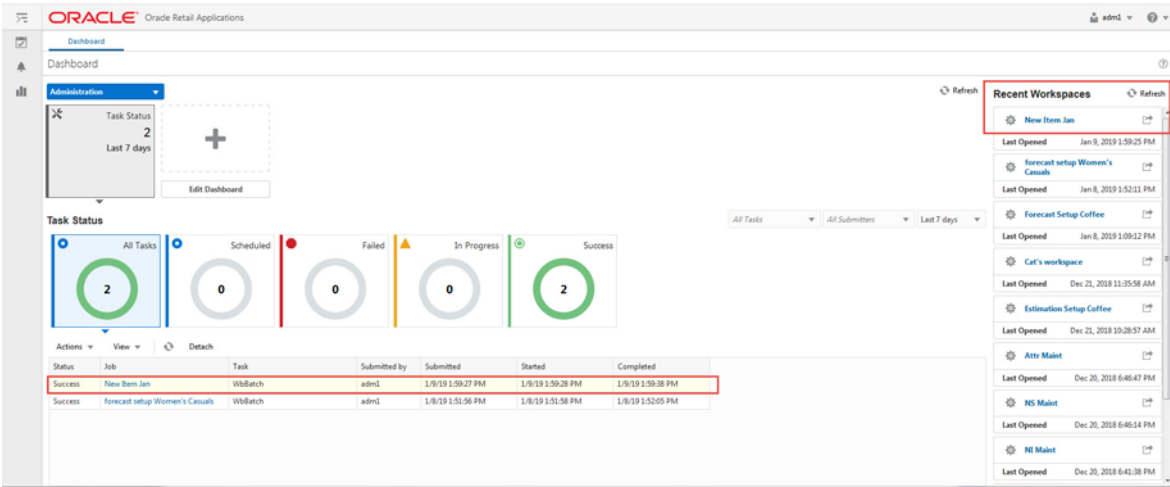 ORACLE Oracle Retail Applications
adm1
Dashboard
Dashboard
Administration
Refresh
Task Status
2
Last 7 days
Edit Dashboard
Task Status
All Tasks All Submitters Last 7 days
All Tasks Scheduled Failed In Progress Success
2 0 0 0 2
Actions View Detach
Status Job Task Submitted by Submitted Started Completed
Success New Item Jan WbBatch adm1 1/9/19 1:59:27 PM 1/9/19 1:59:28 PM 1/9/19 1:59:38 PM
Success forecast setup Women's Casuals WbBatch adm1 1/8/19 1:51:56 PM 1/8/19 1:51:58 PM 1/8/19 1:52:05 PM
Recent Workspaces Refresh
New Item Jan
Last Opened Jan 9, 2019 1:59:25 PM
forecast setup Women's
Casuals
Last Opened Jan 8, 2019 1:52:11 PM
Forecast Setup Coffee
Last Opened Jan 8, 2019 1:09:12 PM
Cat's workspace
Last Opened Dec 21, 2018 11:35:58 AM
Estimation Setup Coffee
Last Opened Dec 21, 2018 10:28:57 AM
Attr Maint
Last Opened Dec 20, 2018 6:46:47 PM
NS Maint
Last Opened Dec 20, 2018 6:46:14 PM
NI Maint
Last Opened Dec 20, 2018 6:41:38 PM